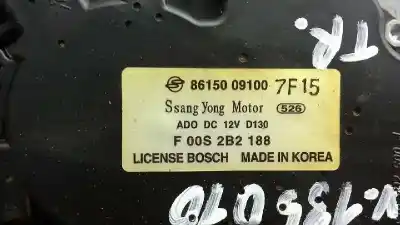 86150 09100 7F15
Ssang Yong Motor 526
ADO DC 12V D130
F 00S 2B2 188
LICENSE BOSCH MADE IN KOREA